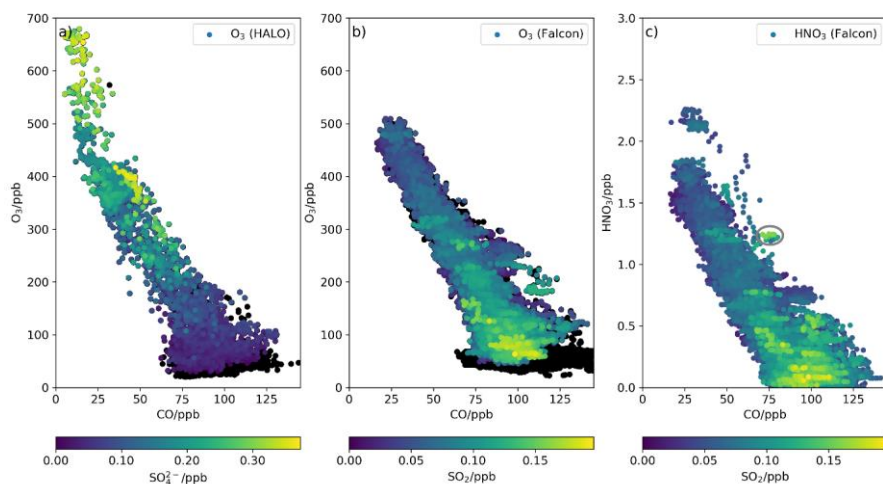 a)
O₃ (HALO)
700
600
500
400
300
200
100
0
O₃/ppb
0 25 50 75 100 125
CO/ppb
0.00 0.10 0.20 0.30
SO₄²⁻/ppb
b)
O₃ (Falcon)
700
600
500
400
300
200
100
0
O₃/ppb
0 25 50 75 100 125
CO/ppb
0.00 0.05 0.10 0.15
SO₂/ppb
c)
HNO₃ (Falcon)
3.0
2.5
2.0
1.5
1.0
0.5
0.0
HNO₃/ppb
0 25 50 75 100 125
CO/ppb
0.00 0.05 0.10 0.15
SO₂/ppb